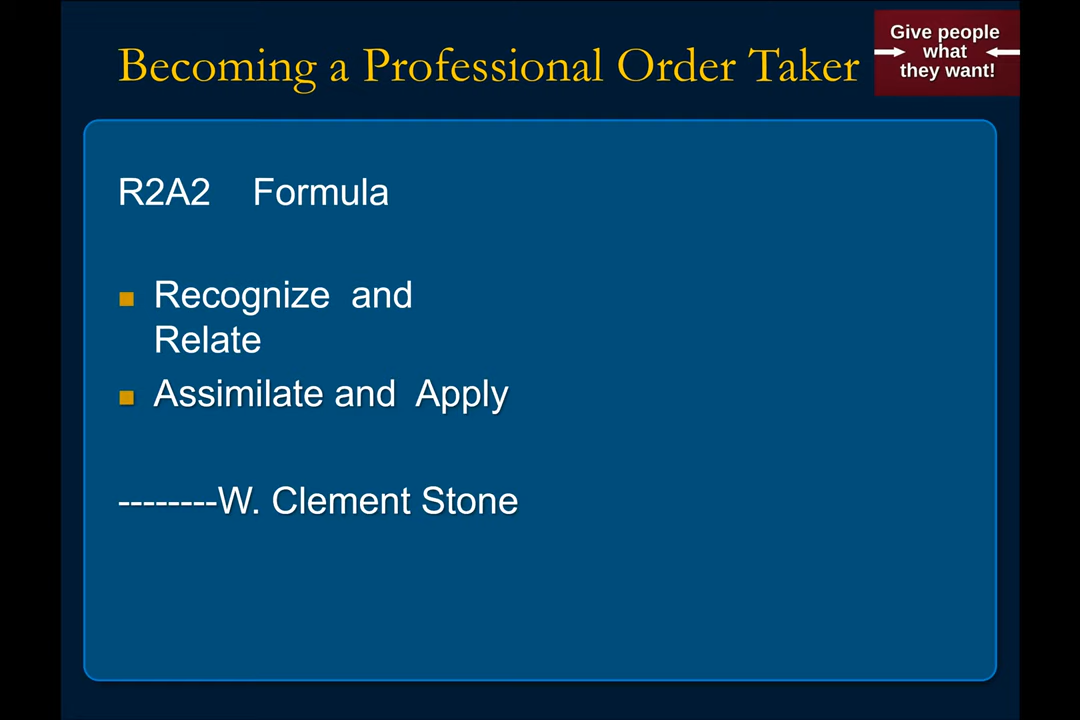 Becoming a Professional Order Taker
Give people
what
they want!
R2A2 Formula
Recognize and
Relate
Assimilate and Apply
--------W. Clement Stone